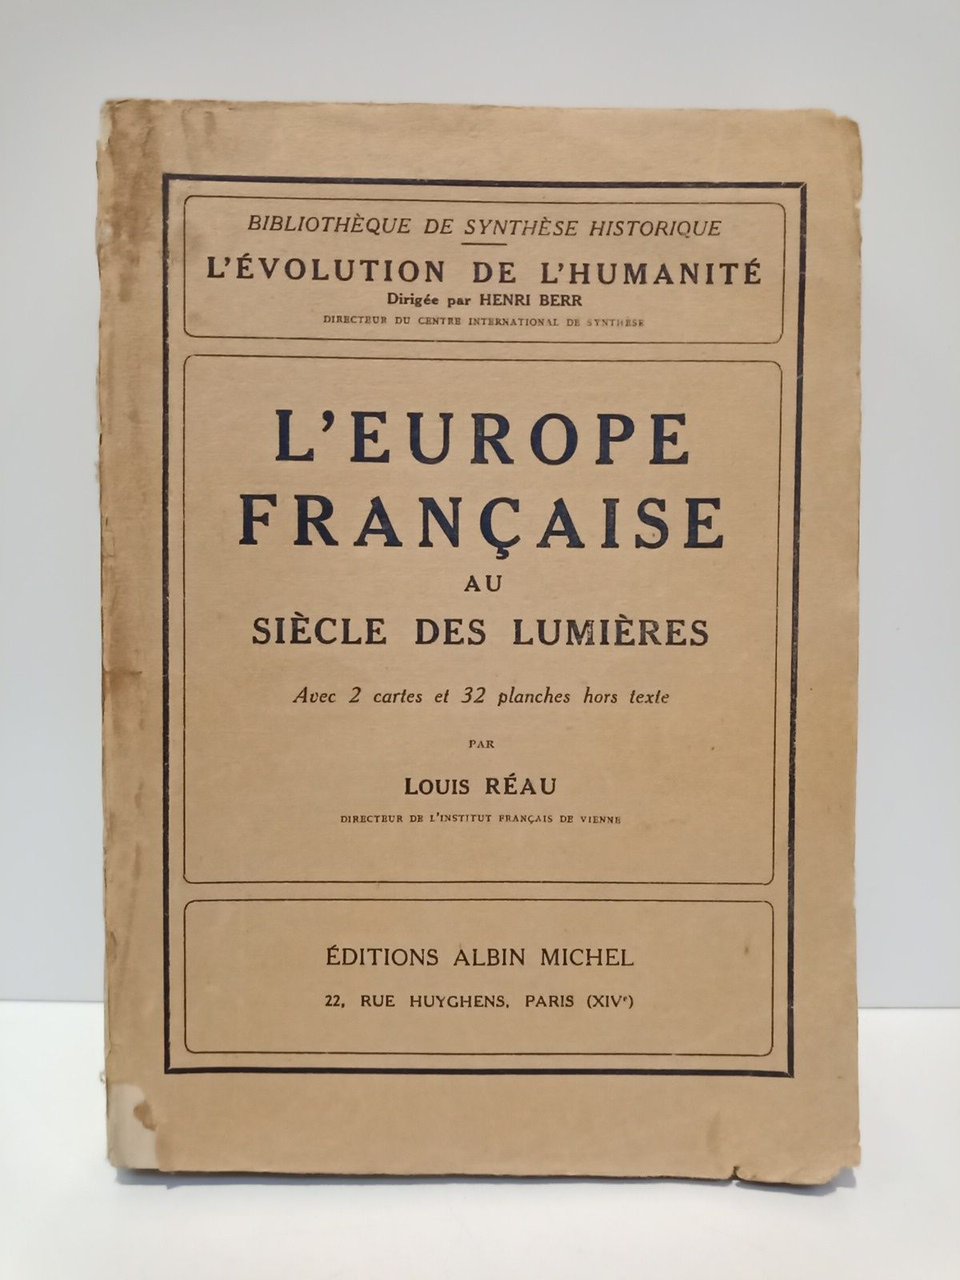 BIBLIOTHÈQUE DE SYNTHÈSE HISTORIQUE
L'ÉVOLUTION DE L'HUMANITÉ
Dirigée par HENRI BERR
DIRECTEUR DU CENTRE INTERNATIONAL DE SYNTHÈSE
L'EUROPE
FRANÇAISE
AU
SIÈCLE DES LUMIÈRES
Avec 2 cartes et 32 planches hors texte
PAR
LOUIS RÉAU
DIRECTEUR DE L'INSTITUT FRANÇAIS DE VIENNE
ÉDITIONS ALBIN MICHEL
22, RUE HUYGHENS, PARIS (XIVe)